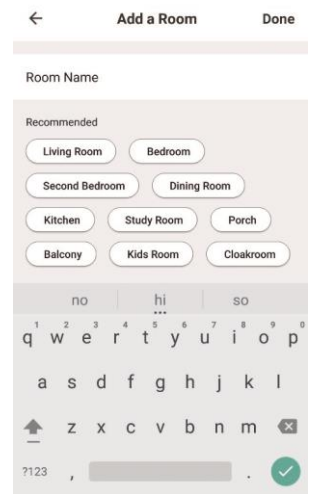 Add a Room Done
Room Name
Recommended
Living Room Bedroom
Second Bedroom Dining Room
Kitchen Study Room Porch
Balcony Kids Room Cloakroom
no hi so
1 2 3 4 5 6 7 8 9 0
q w e r t y u i o p
a s d f g h j k l
z x c v b n m
?123 , .